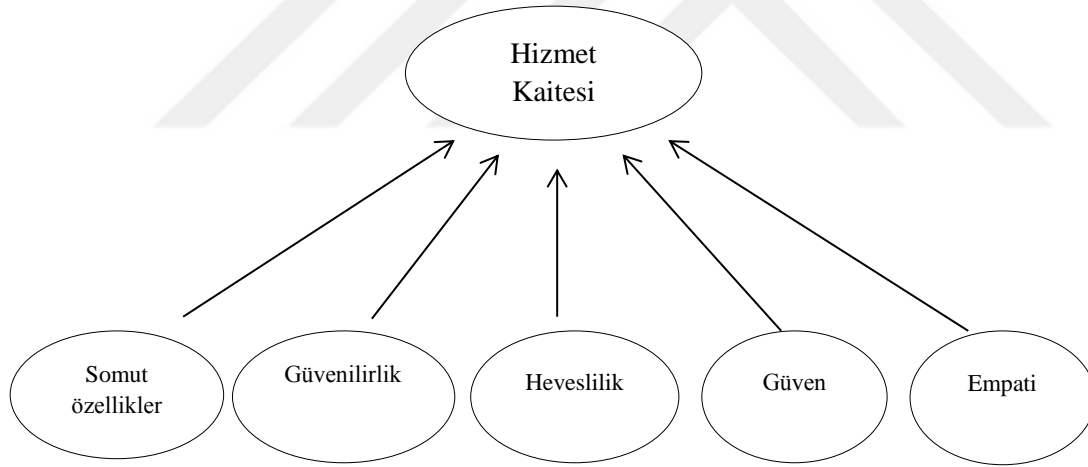 Hizmet
Kaitesi
Somut
özellikler
Güvenilirlik
Heveslilik
Güven
Empati